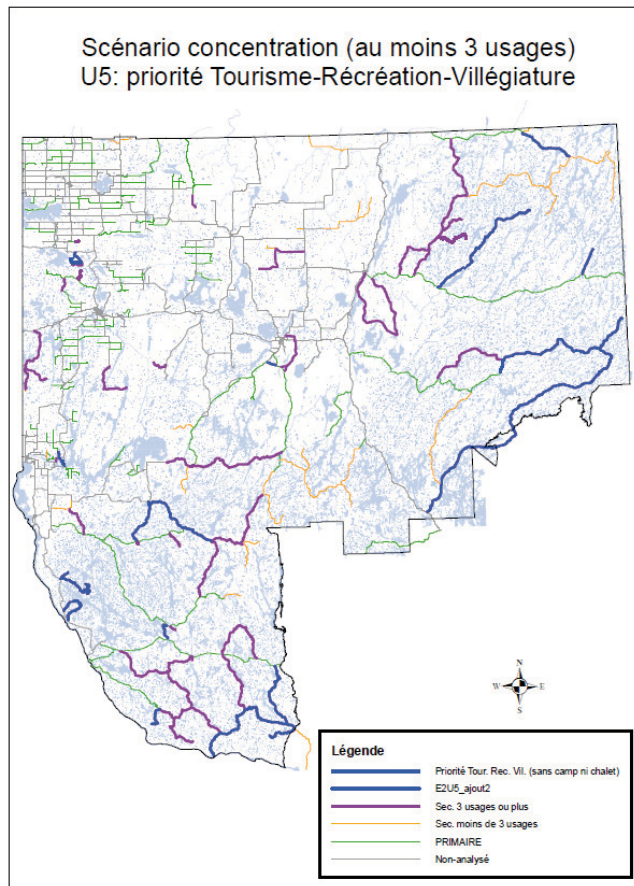 Scénario concentration (au moins 3 usages)
U5: priorité Tourisme-Récréation-Villégiature
N
W E
S
Légende
Priorité Tour. Rec. Vil. (sans camp ni chalet)
E2U5_ajout2
Sec. 3 usages ou plus
Sec. moins de 3 usages
PRIMAIRE
Non-analysé